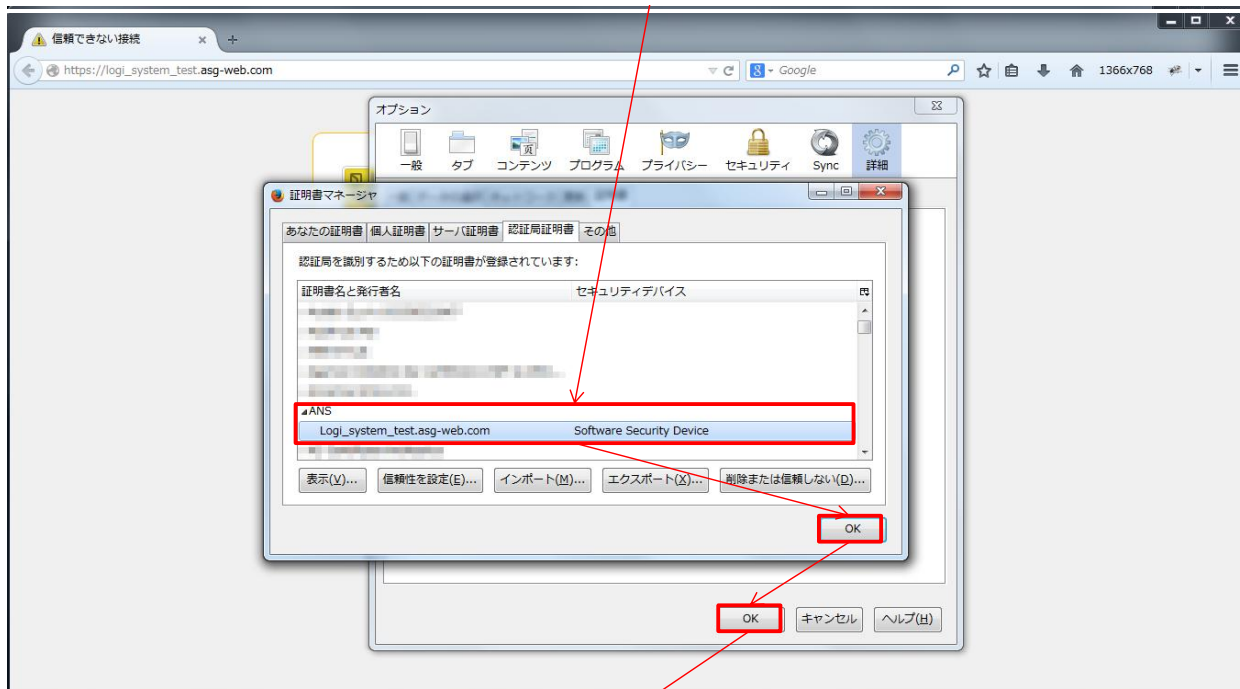 信頼できない接続
https://logi_system_test.asg-web.com
Google
1366x768
オプション
一般 タブ コンテンツ プログラム プライバシー セキュリティ Sync 詳細
証明書マネージャ
あなたの証明書 個人証明書 サーバ証明書 認証局証明書 その他
認証局を識別するため以下の証明書が登録されています:
証明書名と発行者名 セキュリティデバイス
ANS
Logi_system_test.asg-web.com Software Security Device
表示(V)... 信頼性を設定(E)... インポート(M)... エクスポート(X)... 削除または信頼しない(D)...
OK
OK キャンセル ヘルプ(H)